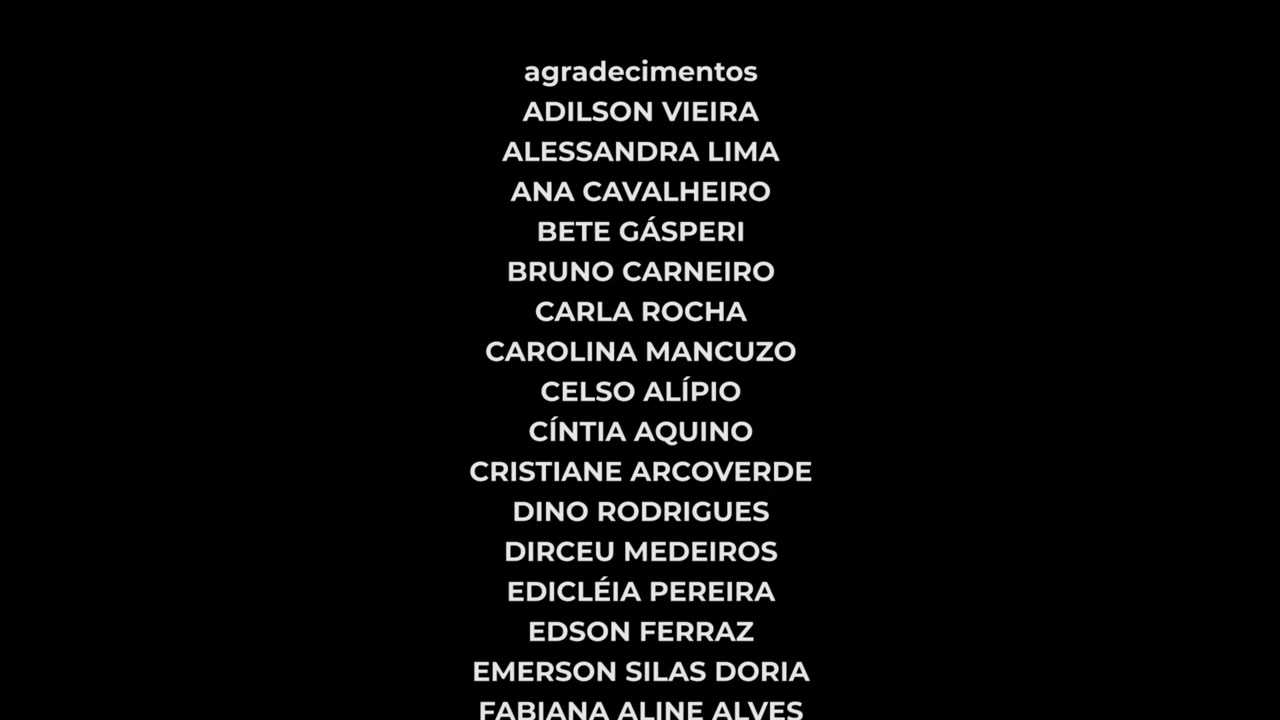 agradecimentos
ADILSON VIEIRA
ALESSANDRA LIMA
ANA CAVALHEIRO
BETE GÁSPERI
BRUNO CARNEIRO
CARLA ROCHA
CAROLINA MANCUZO
CELSO ALÍPIO
CÍNTIA AQUINO
CRISTIANE ARCOVERDE
DINO RODRIGUES
DIRCEU MEDEIROS
EDICLÉIA PEREIRA
EDSON FERRAZ
EMERSON SILAS DORIA
FABIANA ALINE ALVES